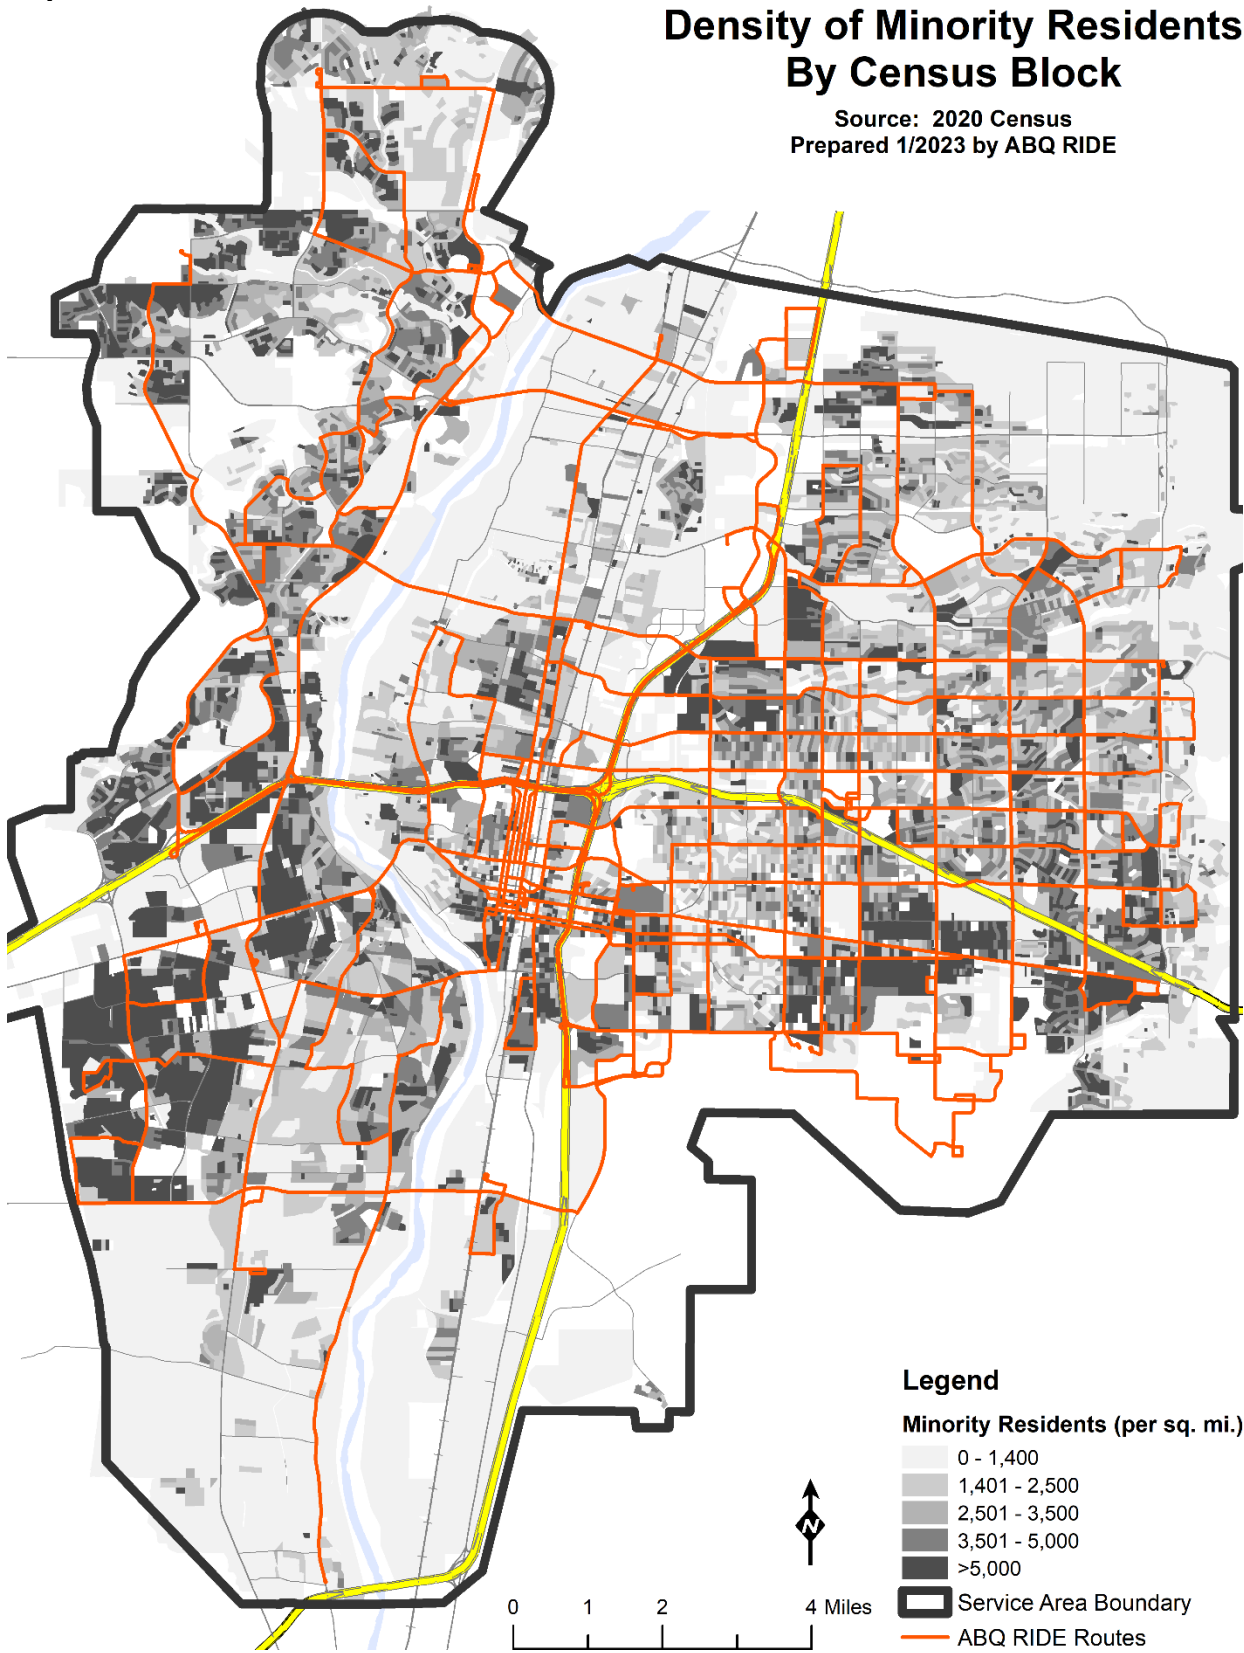 Density of Minority Residents
By Census Block
Source: 2020 Census
Prepared 1/2023 by ABQ RIDE
Legend
Minority Residents (per sq. mi.)
0 - 1,400
1,401 - 2,500
2,501 - 3,500
3,501 - 5,000
>5,000
Service Area Boundary
ABQ RIDE Routes
N
0 1 2 4 Miles